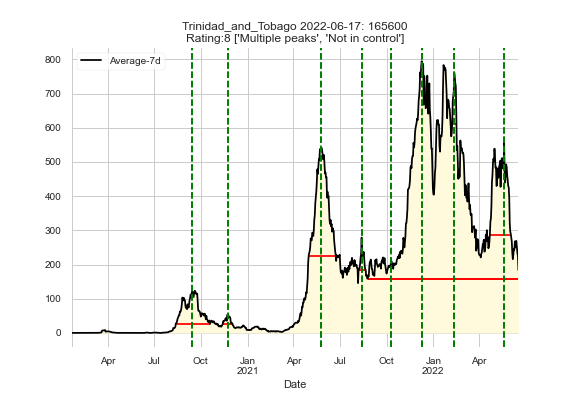 Trinidad_and_Tobago 2022-06-17: 165600
Rating:8 ['Multiple peaks', 'Not in control']
Average-7d
800
700
600
500
400
300
200
100
0
Apr Jul Oct Jan Apr Jul Oct Jan Apr
2021 2022
Date